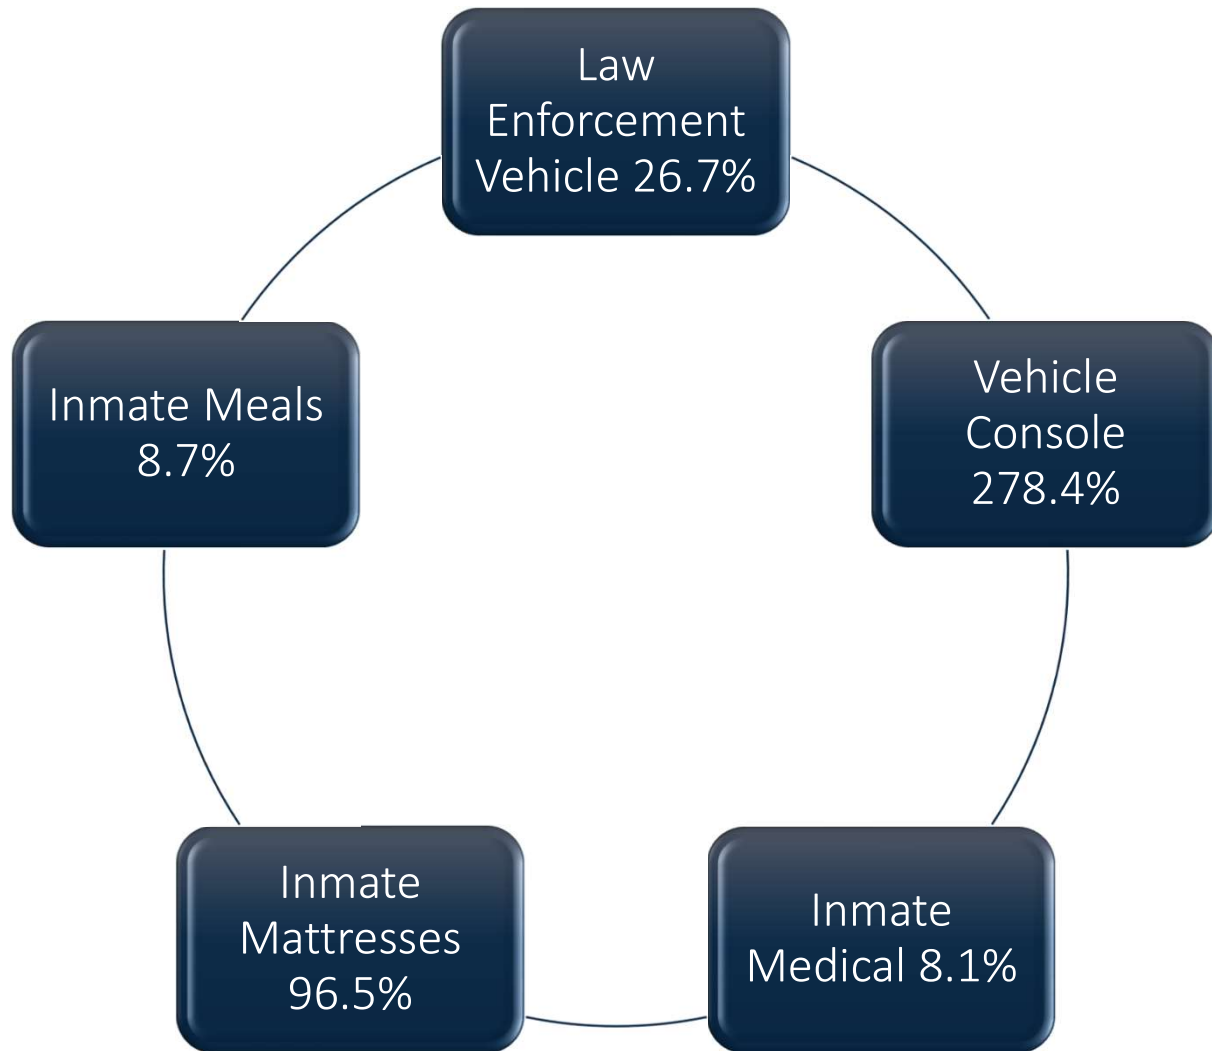 Law
Enforcement
Vehicle 26.7%
Inmate Meals
8.7%
Vehicle
Console
278.4%
Inmate
Mattresses
96.5%
Inmate
Medical 8.1%